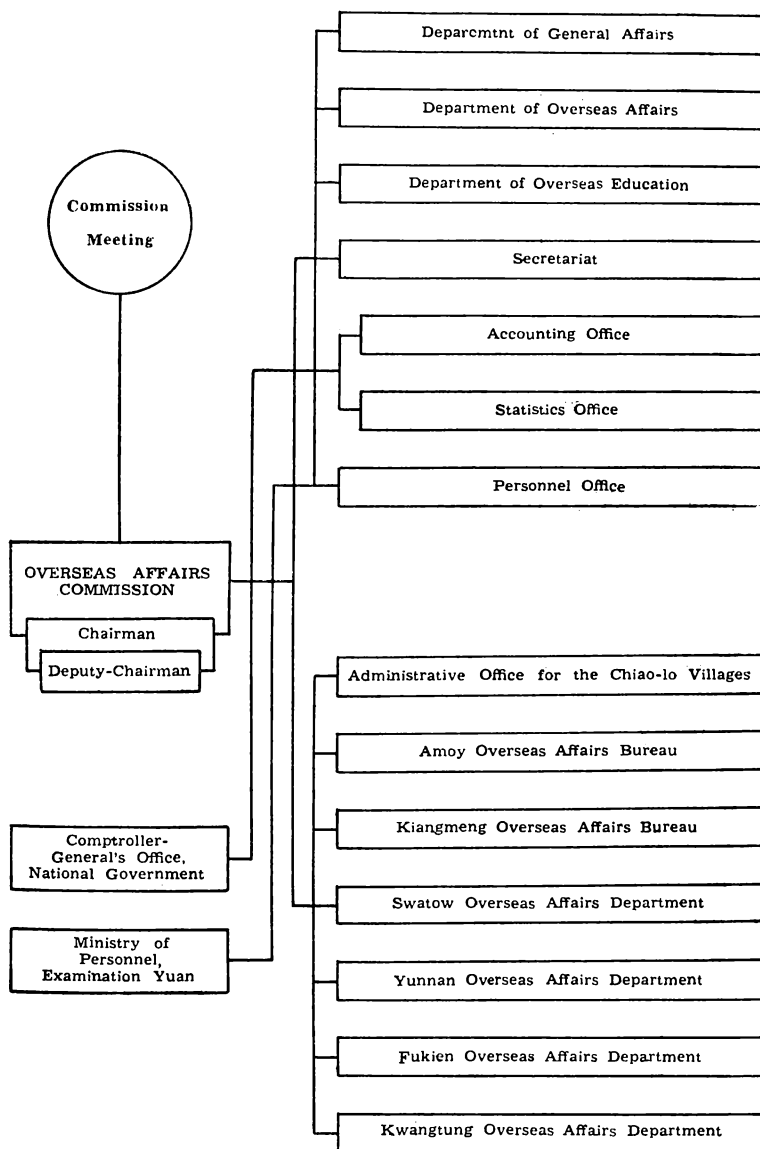 Deparcmtnt of General Affairs
Department of Overseas Affairs
Department of Overseas Education
Commission
Meeting
Secretariat
Accounting Office
Statistics Office
Personnel Office
OVERSEAS AFFAIRS
COMMISSION
Chairman
Deputy-Chairman
Administrative Office for the Chiao-lo Villages
Amoy Overseas Affairs Bureau
Kiangmeng Overseas Affairs Bureau
Comptroller-
General's Office,
National Government
Swatow Overseas Affairs Department
Ministry of
Personnel,
Examination Yuan
Yunnan Overseas Affairs Department
Fukien Overseas Affairs Department
Kwangtung Overseas Affairs Department